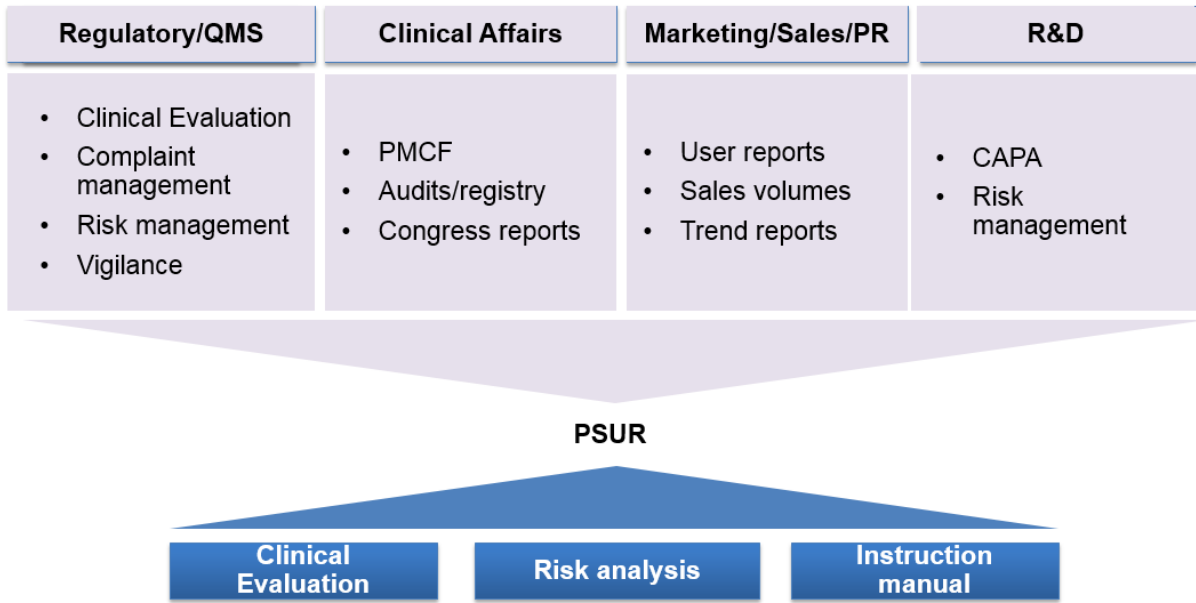 Regulatory/QMS
Clinical Affairs
Marketing/Sales/PR
R&D
• Clinical Evaluation
• Complaint
management
• Risk management
• Vigilance
• PMCF
• Audits/registry
• Congress reports
• User reports
• Sales volumes
• Trend reports
• CAPA
• Risk
management
PSUR
Clinical
Evaluation
Risk analysis
Instruction
manual